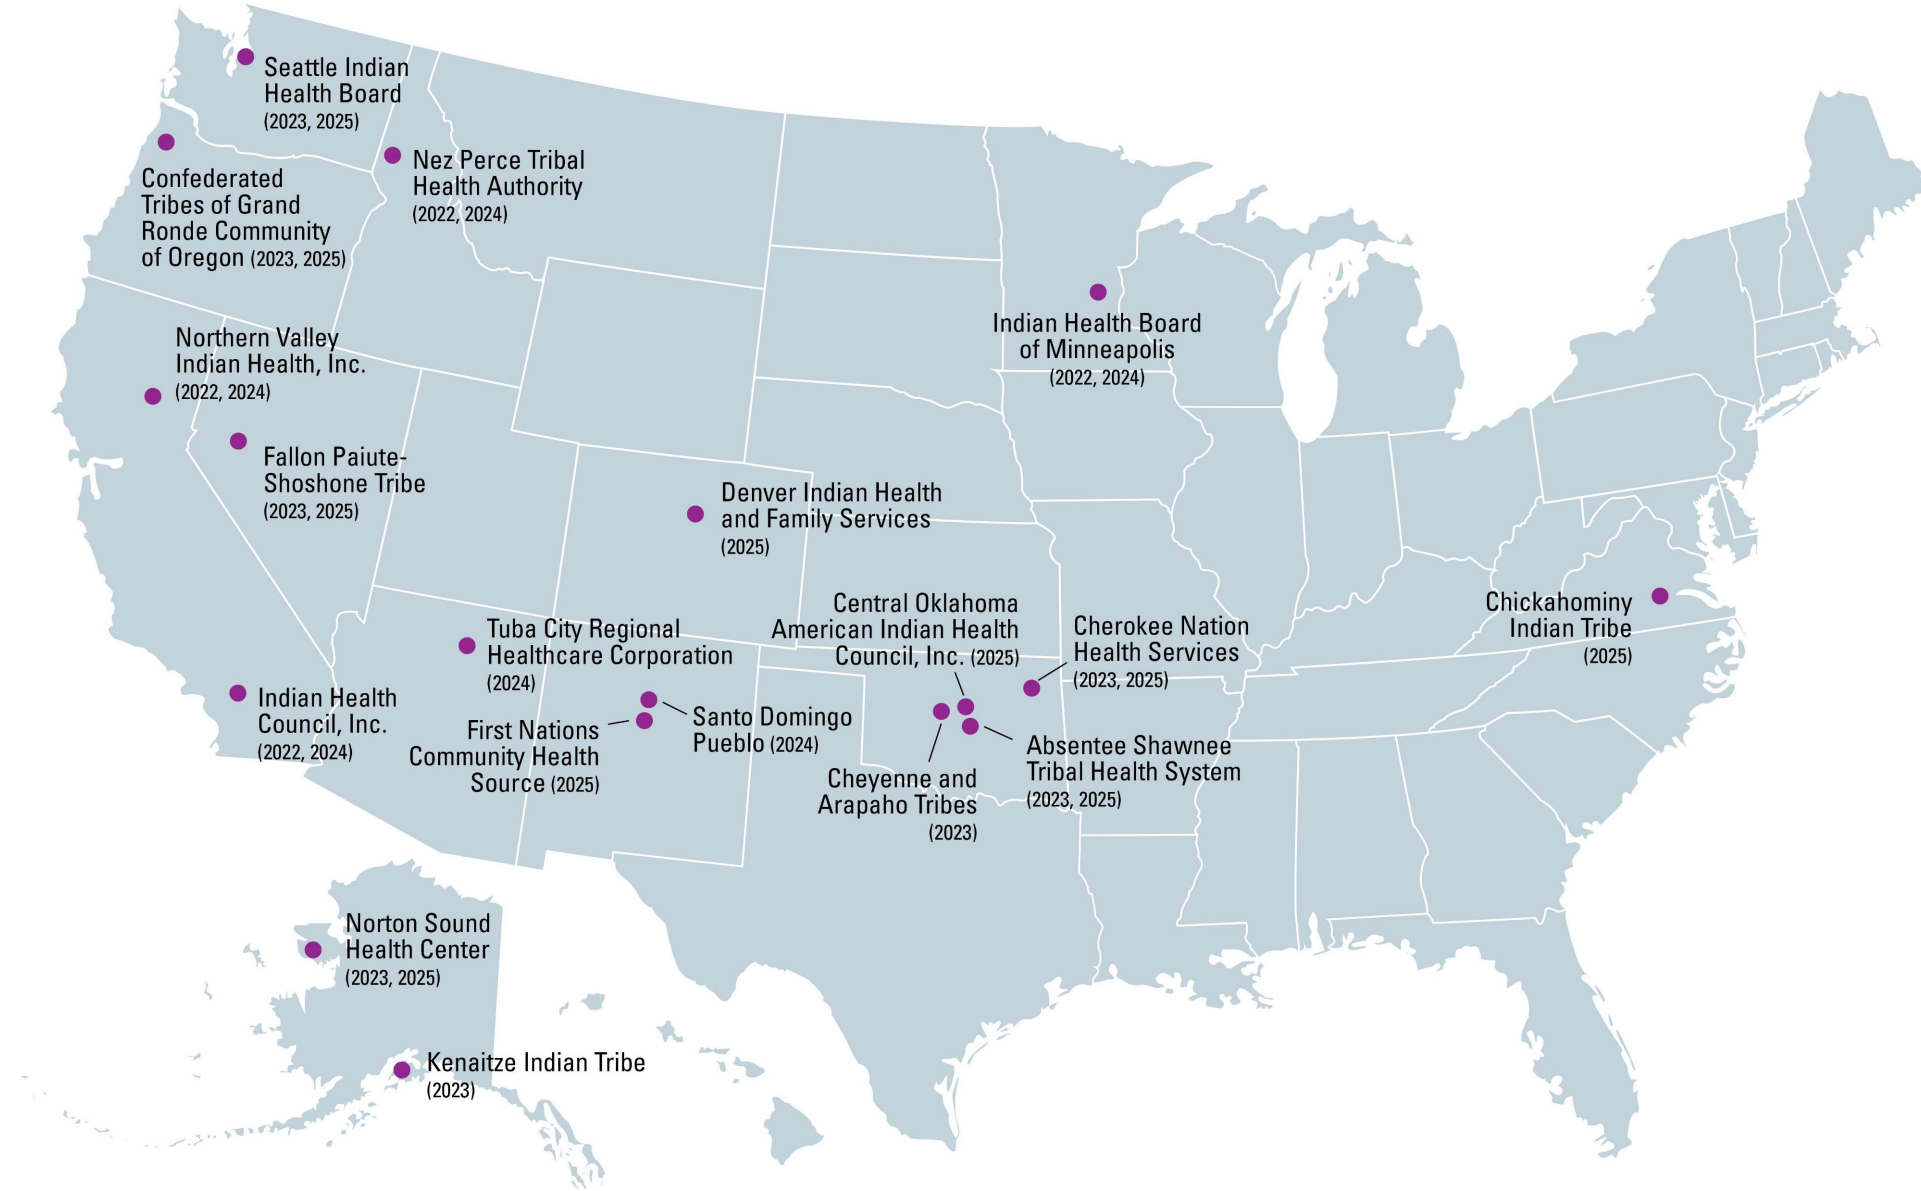 Seattle Indian
Health Board
(2023, 2025)
Nez Perce Tribal
Health Authority
(2022, 2024)
Confederated
Tribes of Grand
Ronde Community
of Oregon (2023, 2025)
Northern Valley
Indian Health, Inc.
(2022, 2024)
Indian Health Board
of Minneapolis
(2022, 2024)
Fallon Paiute-
Shoshone Tribe
(2023, 2025)
Denver Indian Health
and Family Services
(2025)
Central Oklahoma
American Indian Health
Council, Inc. (2025)
Cherokee Nation
Health Services
(2023, 2025)
Chickahominy
Indian Tribe
(2025)
Tuba City Regional
Healthcare Corporation
(2024)
Indian Health
Council, Inc.
(2022, 2024)
First Nations
Community Health
Source (2025)
Santo Domingo
Pueblo (2024)
Cheyenne and
Arapaho Tribes
(2023)
Absentee Shawnee
Tribal Health System
(2023, 2025)
Norton Sound
Health Center
(2023, 2025)
Kenaitze Indian Tribe
(2023)